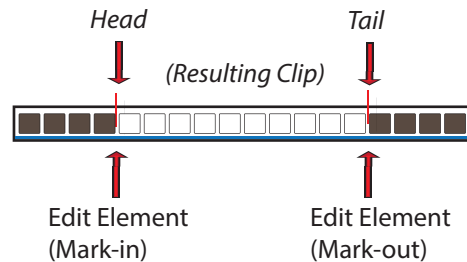 Head
Tail
(Resulting Clip)
Edit Element
(Mark-in)
Edit Element
(Mark-out)